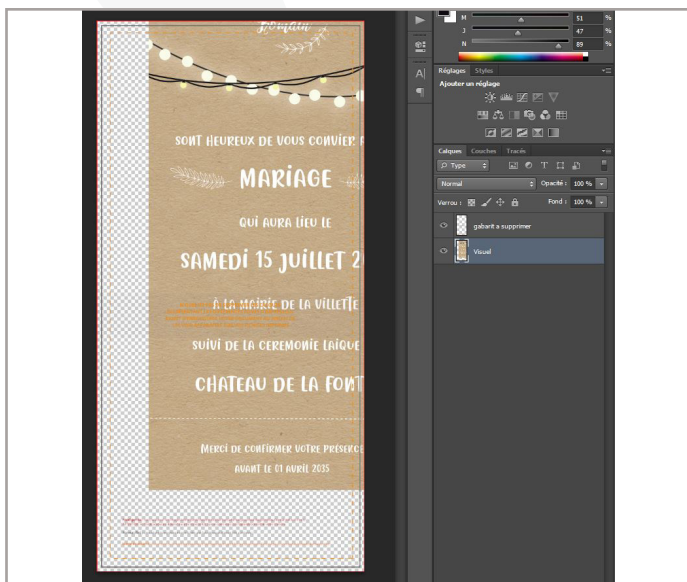 Romain
SONT HEUREUX DE VOUS CONVIER A
MARIAGE
QUI AURA LIEU LE
SAMEDI 15 JUILLET 2
À LA MAIRIE DE LA VILLETTE
SUIVI DE LA CEREMONIE LAIQUE
CHATEAU DE LA FONT
MERCI DE CONFIRMER VOTRE PRÉSENCE
AVANT LE 01 AVRIL 2035
M 51 %
J 47 %
N 89 %
Réglages Styles
Ajouter un réglage
Calques Couches Tracés
Type
Normal Opacité : 100 %
Verrou : Fond : 100 %
gabarit a supprimer
Visuel